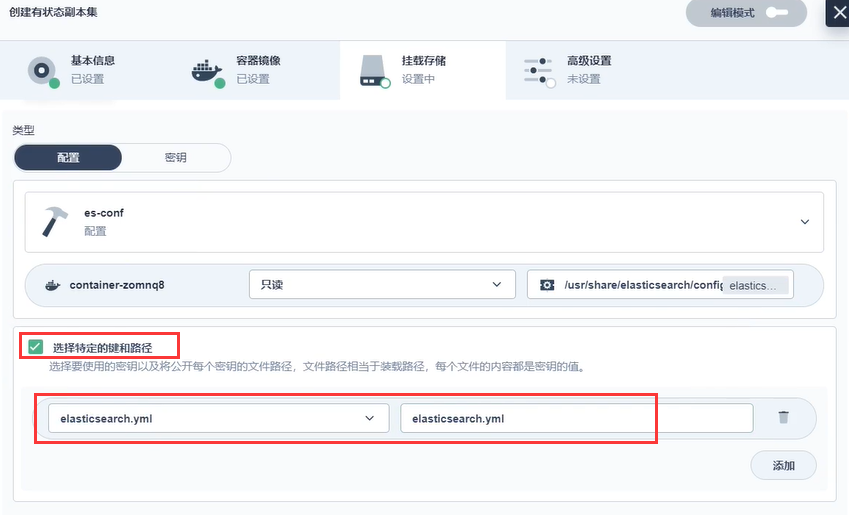 创建有状态副本集
编辑模式
基本信息
已设置
容器镜像
已设置
挂载存储
设置中
高级设置
未设置
类型
配置
密钥
es-conf
配置
container-zomnq8
只读
/usr/share/elasticsearch/config
elastics...
选择特定的键和路径
选择要使用的密钥以及将公开每个密钥的文件路径，文件路径相当于装载路径，每个文件的内容都是密钥的值。
elasticsearch.yml
elasticsearch.yml
添加